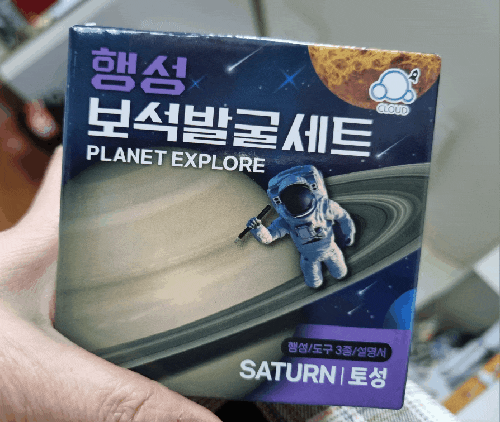 행성
CLOUD
보석발굴세트
PLANET EXPLORE
행성/도구 3종/설명서
SATURN | 토성